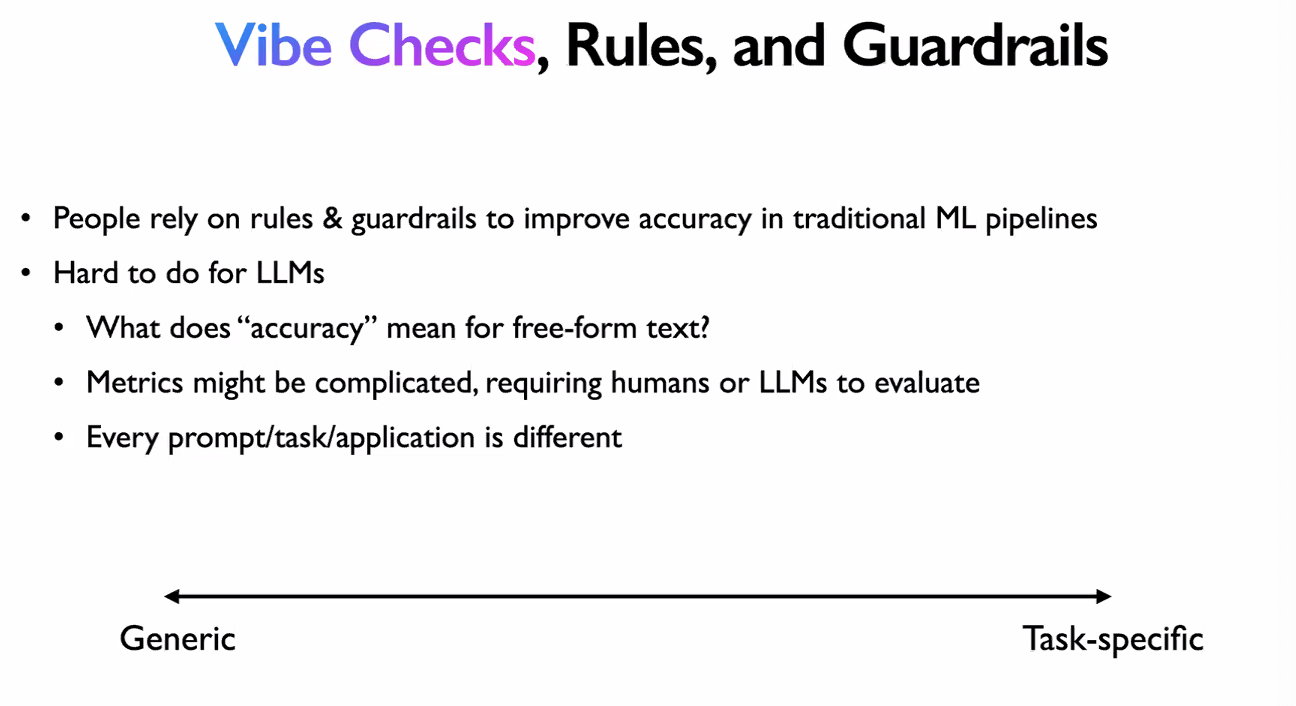 Vibe Checks, Rules, and Guardrails
• People rely on rules & guardrails to improve accuracy in traditional ML pipelines
• Hard to do for LLMs
• What does “accuracy” mean for free-form text?
• Metrics might be complicated, requiring humans or LLMs to evaluate
• Every prompt/task/application is different
Generic
Task-specific